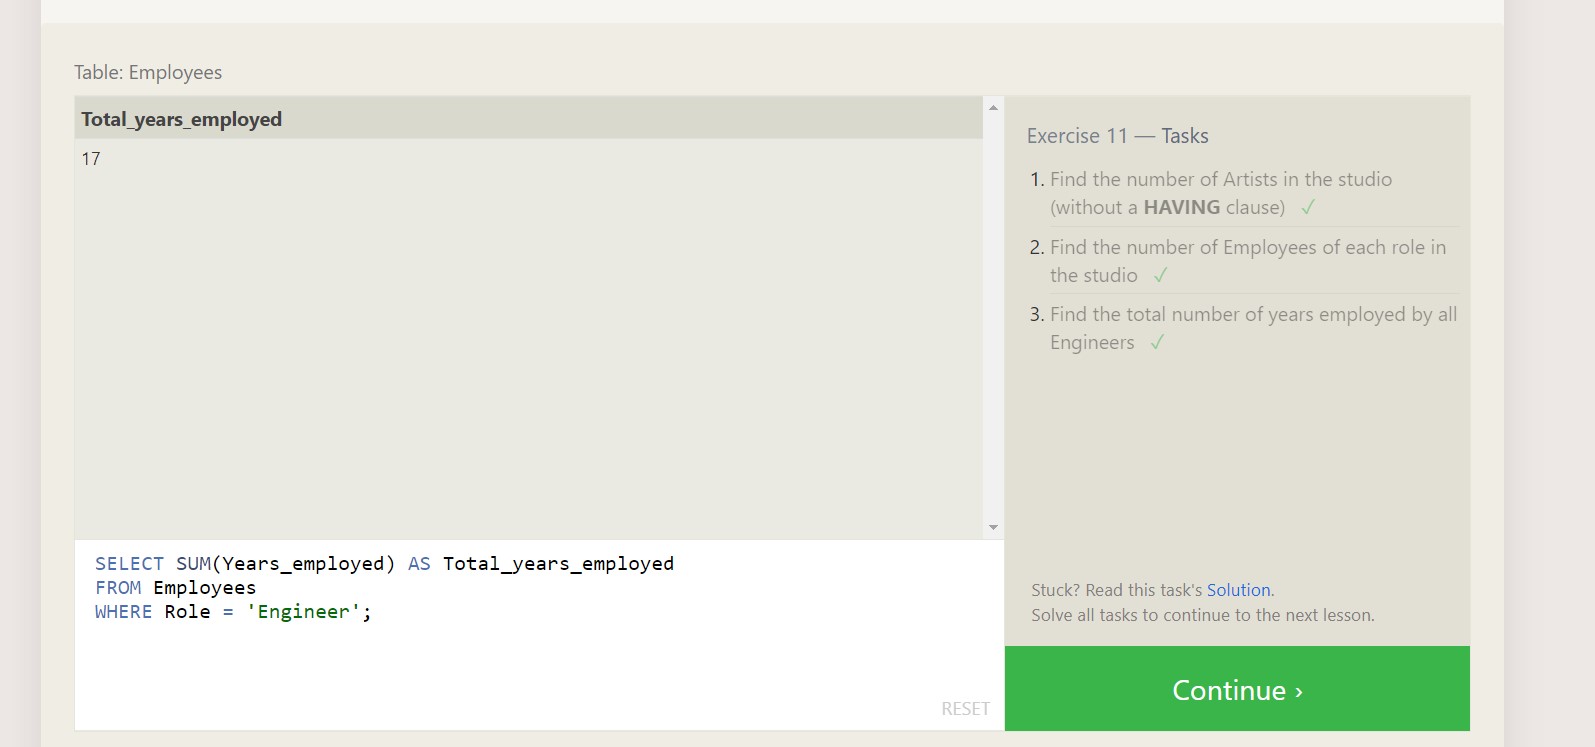 Table: Employees
Total_years_employed
17
Exercise 11 — Tasks
1. Find the number of Artists in the studio
(without a HAVING clause) ✓
2. Find the number of Employees of each role in
the studio ✓
3. Find the total number of years employed by all
Engineers ✓
SELECT SUM(Years_employed) AS Total_years_employed
FROM Employees
WHERE Role = 'Engineer';
RESET
Stuck? Read this task's Solution.
Solve all tasks to continue to the next lesson.
Continue ›